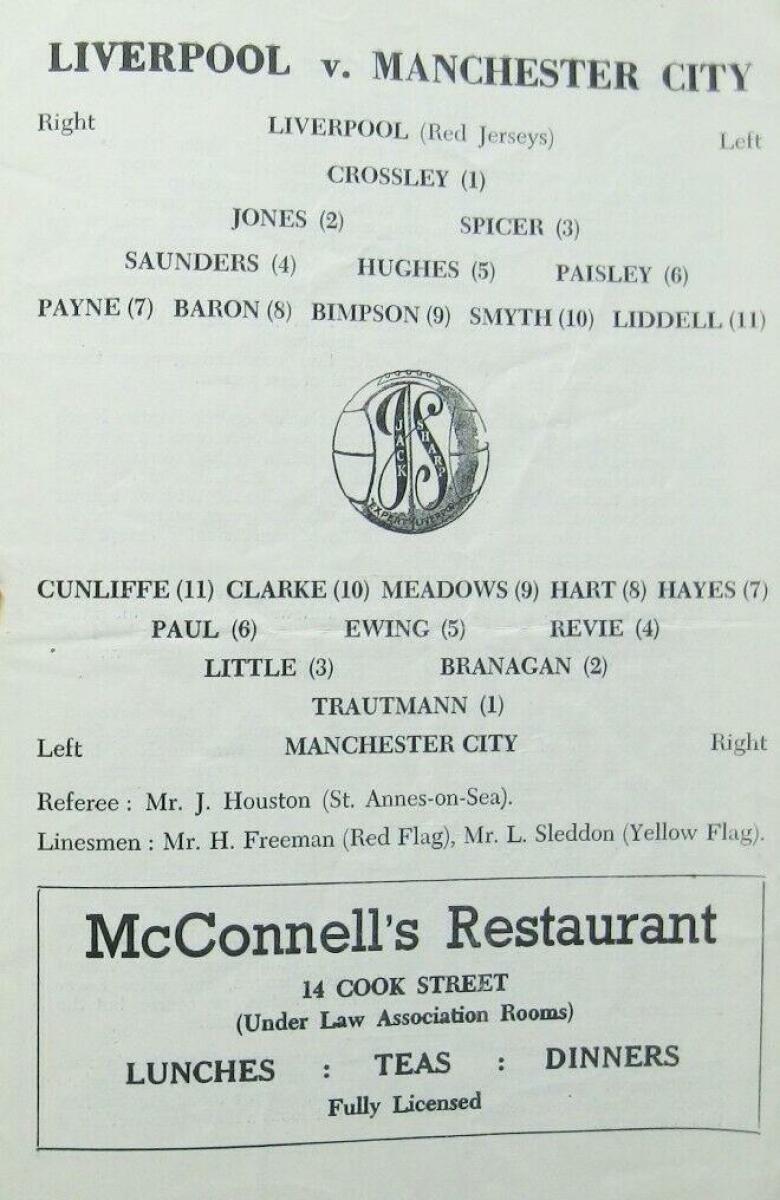 LIVERPOOL v. MANCHESTER CITY
Right LIVERPOOL (Red Jerseys) Left
CROSSLEY (1)
JONES (2) SPICER (3)
SAUNDERS (4) HUGHES (5) PAISLEY (6)
PAYNE (7) BARON (8) BIMPSON (9) SMYTH (10) LIDDELL (11)
JS
JACK SHARP
EXPERT LIVERPOOL
CUNLIFFE (11) CLARKE (10) MEADOWS (9) HART (8) HAYES (7)
PAUL (6) EWING (5) REVIE (4)
LITTLE (3) BRANAGAN (2)
TRAUTMANN (1)
Left MANCHESTER CITY Right
Referee : Mr. J. Houston (St. Annes-on-Sea).
Linesmen : Mr. H. Freeman (Red Flag), Mr. L. Sleddon (Yellow Flag).
McConnell's Restaurant
14 COOK STREET
(Under Law Association Rooms)
LUNCHES : TEAS : DINNERS
Fully Licensed